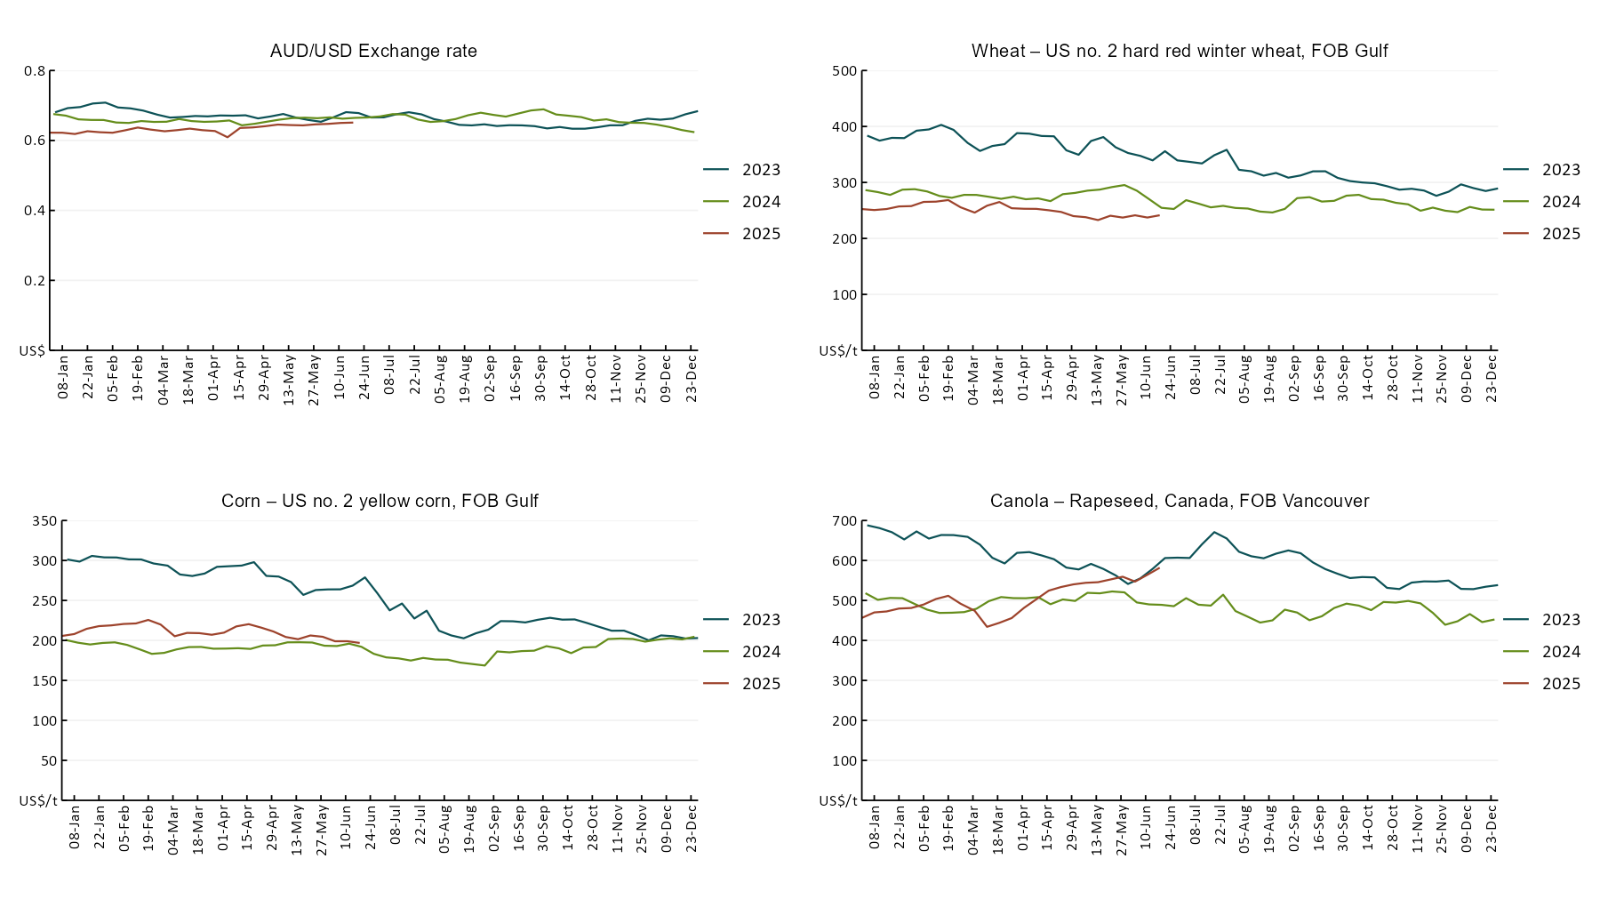 AUD/USD Exchange rate
0.8
0.6
0.4
0.2
US$
08-Jan
22-Jan
05-Feb
19-Feb
04-Mar
18-Mar
01-Apr
15-Apr
29-Apr
13-May
27-May
10-Jun
24-Jun
08-Jul
22-Jul
05-Aug
19-Aug
02-Sep
16-Sep
30-Sep
14-Oct
28-Oct
11-Nov
25-Nov
09-Dec
23-Dec
2023
2024
2025
Wheat – US no. 2 hard red winter wheat, FOB Gulf
500
400
300
200
100
US$/t
08-Jan
22-Jan
05-Feb
19-Feb
04-Mar
18-Mar
01-Apr
15-Apr
29-Apr
13-May
27-May
10-Jun
24-Jun
08-Jul
22-Jul
05-Aug
19-Aug
02-Sep
16-Sep
30-Sep
14-Oct
28-Oct
11-Nov
25-Nov
09-Dec
23-Dec
2023
2024
2025
Corn – US no. 2 yellow corn, FOB Gulf
350
300
250
200
150
100
50
US$/t
08-Jan
22-Jan
05-Feb
19-Feb
04-Mar
18-Mar
01-Apr
15-Apr
29-Apr
13-May
27-May
10-Jun
24-Jun
08-Jul
22-Jul
05-Aug
19-Aug
02-Sep
16-Sep
30-Sep
14-Oct
28-Oct
11-Nov
25-Nov
09-Dec
23-Dec
2023
2024
2025
Canola – Rapeseed, Canada, FOB Vancouver
700
600
500
400
300
200
100
US$/t
08-Jan
22-Jan
05-Feb
19-Feb
04-Mar
18-Mar
01-Apr
15-Apr
29-Apr
13-May
27-May
10-Jun
24-Jun
08-Jul
22-Jul
05-Aug
19-Aug
02-Sep
16-Sep
30-Sep
14-Oct
28-Oct
11-Nov
25-Nov
09-Dec
23-Dec
2023
2024
2025